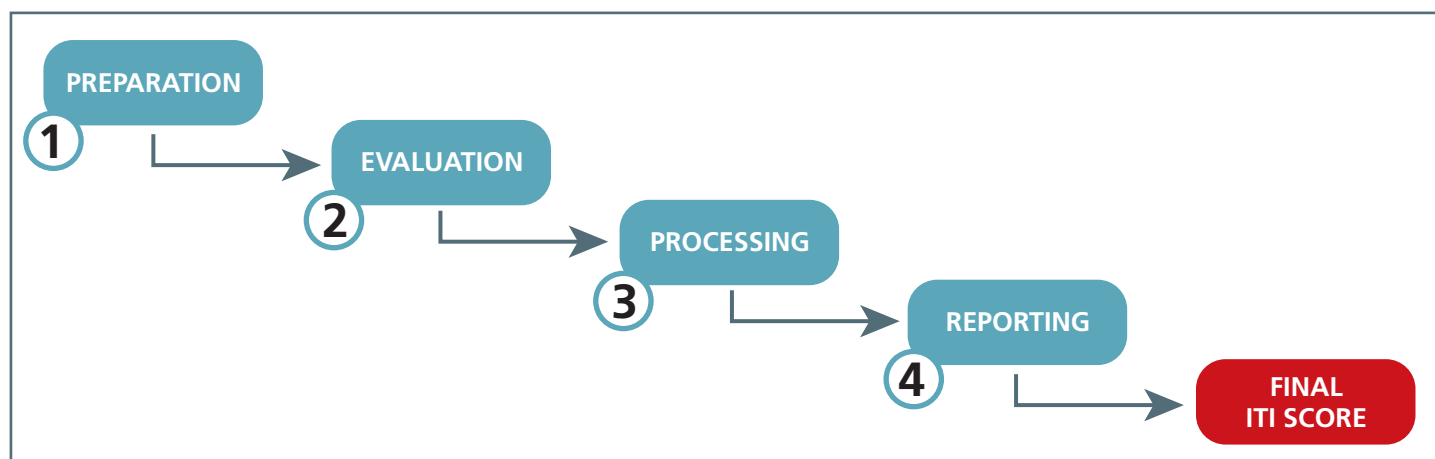 PREPARATION
1
EVALUATION
2
PROCESSING
3
REPORTING
4
FINAL
ITI SCORE